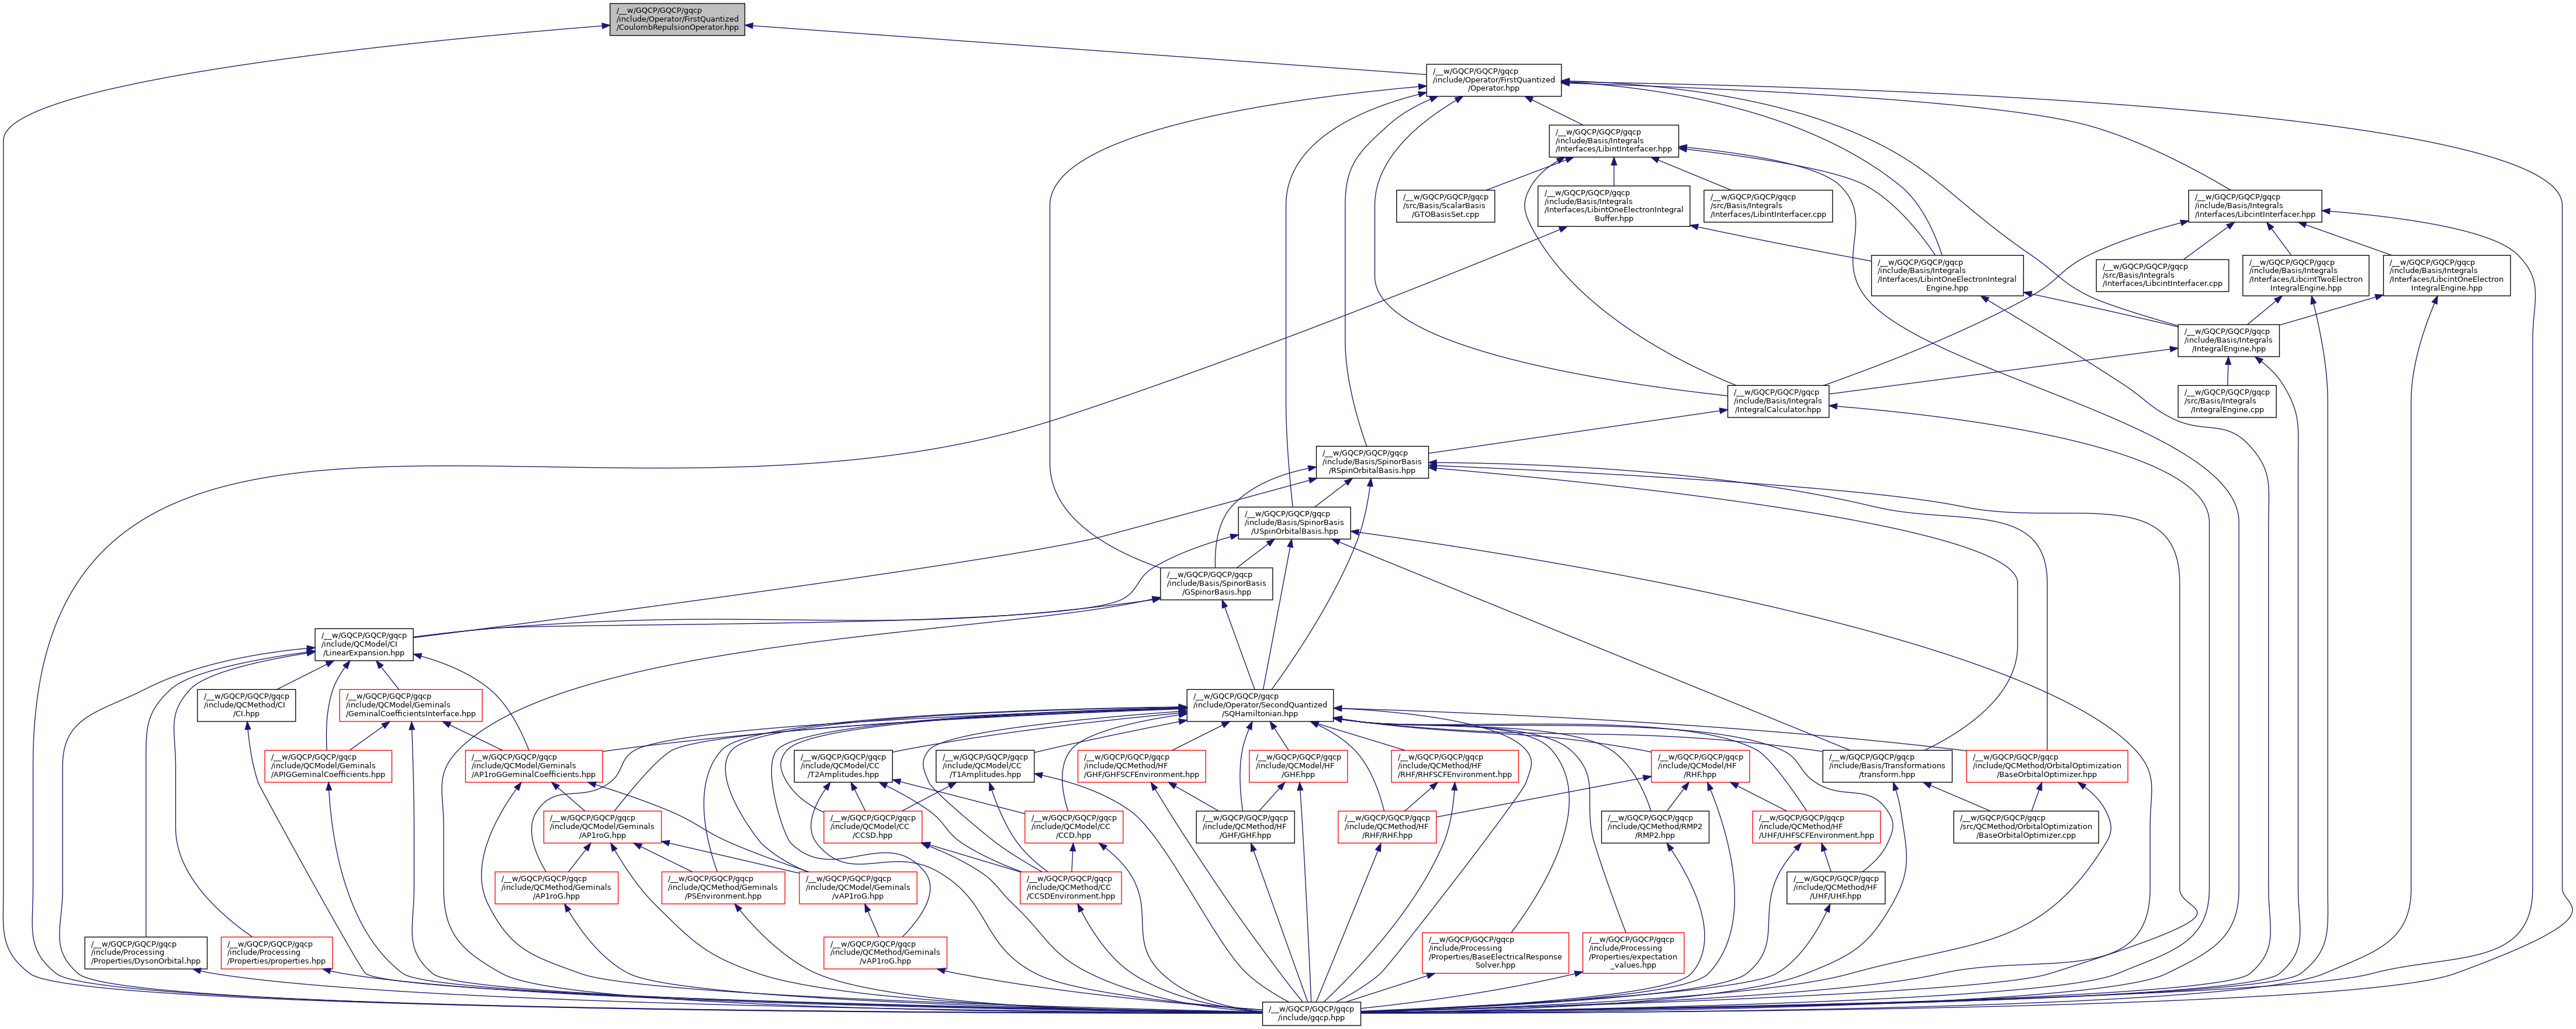 /__w/GQCP/GQCP/gqcp
/include/Operator/FirstQuantized
/CoulombRepulsionOperator.hpp
/__w/GQCP/GQCP/gqcp
/include/Operator/FirstQuantized
/Operator.hpp
/__w/GQCP/GQCP/gqcp
/include/Basis/Integrals
/Interfaces/LibintInterfacer.hpp
/__w/GQCP/GQCP/gqcp
/src/Basis/ScalarBasis
/GTOBasisSet.cpp
/__w/GQCP/GQCP/gqcp
/include/Basis/Integrals
/Interfaces/LibintOneElectronIntegral
Buffer.hpp
/__w/GQCP/GQCP/gqcp
/src/Basis/Integrals
/Interfaces/LibintInterfacer.cpp
/__w/GQCP/GQCP/gqcp
/include/Basis/Integrals
/Interfaces/LibcintInterfacer.hpp
/__w/GQCP/GQCP/gqcp
/include/Basis/Integrals
/Interfaces/LibintOneElectronIntegral
Engine.hpp
/__w/GQCP/GQCP/gqcp
/src/Basis/Integrals
/Interfaces/LibcintInterfacer.cpp
/__w/GQCP/GQCP/gqcp
/include/Basis/Integrals
/Interfaces/LibcintTwoElectron
IntegralEngine.hpp
/__w/GQCP/GQCP/gqcp
/include/Basis/Integrals
/Interfaces/LibcintOneElectron
IntegralEngine.hpp
/__w/GQCP/GQCP/gqcp
/include/Basis/Integrals
/IntegralEngine.hpp
/__w/GQCP/GQCP/gqcp
/include/Basis/Integrals
/IntegralCalculator.hpp
/__w/GQCP/GQCP/gqcp
/src/Basis/Integrals
/IntegralEngine.cpp
/__w/GQCP/GQCP/gqcp
/include/Basis/SpinorBasis
/RSpinOrbitalBasis.hpp
/__w/GQCP/GQCP/gqcp
/include/Basis/SpinorBasis
/USpinOrbitalBasis.hpp
/__w/GQCP/GQCP/gqcp
/include/Basis/SpinorBasis
/GSpinorBasis.hpp
/__w/GQCP/GQCP/gqcp
/include/QCModel/CI
/LinearExpansion.hpp
/__w/GQCP/GQCP/gqcp
/include/QCMethod/CI
/CI.hpp
/__w/GQCP/GQCP/gqcp
/include/QCModel/Geminals
/GeminalCoefficientsInterface.hpp
/__w/GQCP/GQCP/gqcp
/include/Operator/SecondQuantized
/SQHamiltonian.hpp
/__w/GQCP/GQCP/gqcp
/include/QCModel/Geminals
/APIGGeminalCoefficients.hpp
/__w/GQCP/GQCP/gqcp
/include/QCModel/Geminals
/AP1roGGeminalCoefficients.hpp
/__w/GQCP/GQCP/gqcp
/include/QCModel/CC
/T2Amplitudes.hpp
/__w/GQCP/GQCP/gqcp
/include/QCModel/CC
/T1Amplitudes.hpp
/__w/GQCP/GQCP/gqcp
/include/QCMethod/HF
/GHF/GHFSCFEnvironment.hpp
/__w/GQCP/GQCP/gqcp
/include/QCModel/HF
/GHF.hpp
/__w/GQCP/GQCP/gqcp
/include/QCMethod/HF
/RHF/RHFSCFEnvironment.hpp
/__w/GQCP/GQCP/gqcp
/include/QCModel/HF
/RHF.hpp
/__w/GQCP/GQCP/gqcp
/include/Basis/Transformations
/transform.hpp
/__w/GQCP/GQCP/gqcp
/include/QCMethod/OrbitalOptimization
/BaseOrbitalOptimizer.hpp
/__w/GQCP/GQCP/gqcp
/include/QCModel/Geminals
/AP1roG.hpp
/__w/GQCP/GQCP/gqcp
/include/QCModel/CC
/CCSD.hpp
/__w/GQCP/GQCP/gqcp
/include/QCModel/CC
/CCD.hpp
/__w/GQCP/GQCP/gqcp
/include/QCMethod/HF
/GHF/GHF.hpp
/__w/GQCP/GQCP/gqcp
/include/QCMethod/HF
/RHF/RHF.hpp
/__w/GQCP/GQCP/gqcp
/include/QCMethod/RMP2
/RMP2.hpp
/__w/GQCP/GQCP/gqcp
/include/QCMethod/HF
/UHF/UHFSCFEnvironment.hpp
/__w/GQCP/GQCP/gqcp
/src/QCMethod/OrbitalOptimization
/BaseOrbitalOptimizer.cpp
/__w/GQCP/GQCP/gqcp
/include/QCMethod/Geminals
/AP1roG.hpp
/__w/GQCP/GQCP/gqcp
/include/QCMethod/Geminals
/PSEnvironment.hpp
/__w/GQCP/GQCP/gqcp
/include/QCModel/Geminals
/vAP1roG.hpp
/__w/GQCP/GQCP/gqcp
/include/QCMethod/CC
/CCSDEnvironment.hpp
/__w/GQCP/GQCP/gqcp
/include/QCMethod/HF
/UHF/UHF.hpp
/__w/GQCP/GQCP/gqcp
/include/Processing
/Properties/DysonOrbital.hpp
/__w/GQCP/GQCP/gqcp
/include/Processing
/Properties/properties.hpp
/__w/GQCP/GQCP/gqcp
/include/QCMethod/Geminals
/vAP1roG.hpp
/__w/GQCP/GQCP/gqcp
/include/Processing
/Properties/BaseElectricalResponse
Solver.hpp
/__w/GQCP/GQCP/gqcp
/include/Processing
/Properties/expectation
_values.hpp
/__w/GQCP/GQCP/gqcp
/include/gqcp.hpp